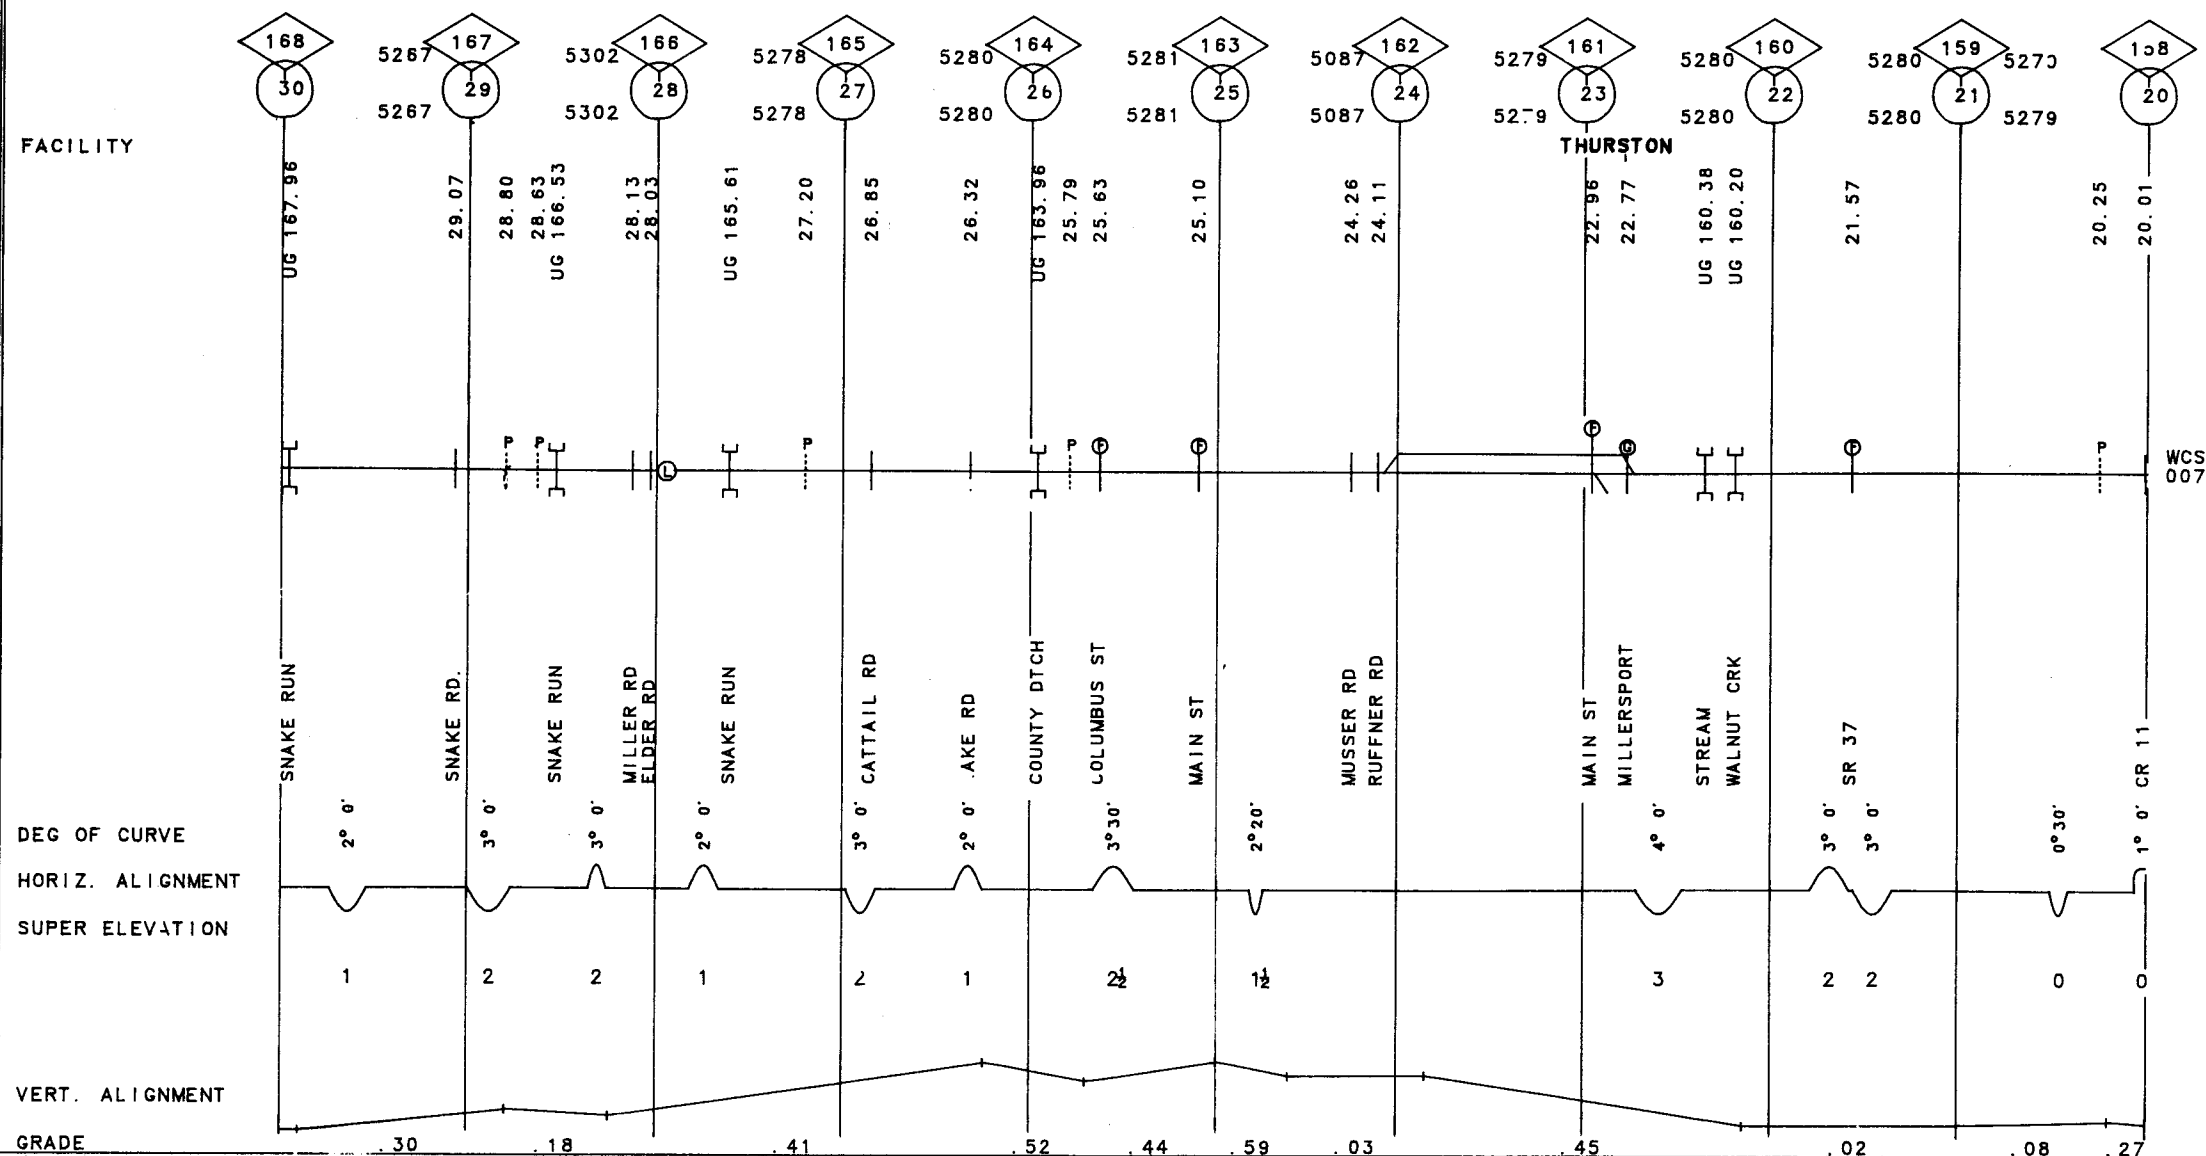 168 167 166 165 164 163 162 161 160 159 158
5267 5302 5278 5280 5281 5087 5279 5280 5280 5270
30 29 28 27 26 25 24 23 22 21 20
5267 5302 5278 5280 5281 5087 5279 5280 5280 5279
FACILITY THURSTON
UG 167.96 29.07 28.80 28.63 UG 166.53 28.13 28.03 UG 165.61 27.20 26.85 26.32 UG 163.96 25.79 25.63 25.10 24.26 24.11 22.96 22.77 UG 160.38 UG 160.20 21.57 20.25 20.01
P P L P P F F F G F P
WCS
007
SNAKE RUN SNAKE RD. SNAKE RUN MILLER RD ELDER RD SNAKE RUN CATTAIL RD .AKE RD COUNTY DTCH COLUMBUS ST MAIN ST MUSSER RD RUFFNER RD MAIN ST MILLERSPORT STREAM WALNUT CRK SR 37 CR 11
DEG OF CURVE 2° 0' 3° 0' 3° 0' 2° 0' 3° 0' 2° 0' 3°30' 2°20' 4° 0' 3° 0' 3° 0' 0°30' 1° 0'
HORIZ. ALIGNMENT
SUPER ELEVATION
1 2 2 1 2 1 2½ 1½ 3 2 2 0 0
VERT. ALIGNMENT
GRADE .30 .18 .41 .52 .44 .59 .03 .45 .02 .08 .27